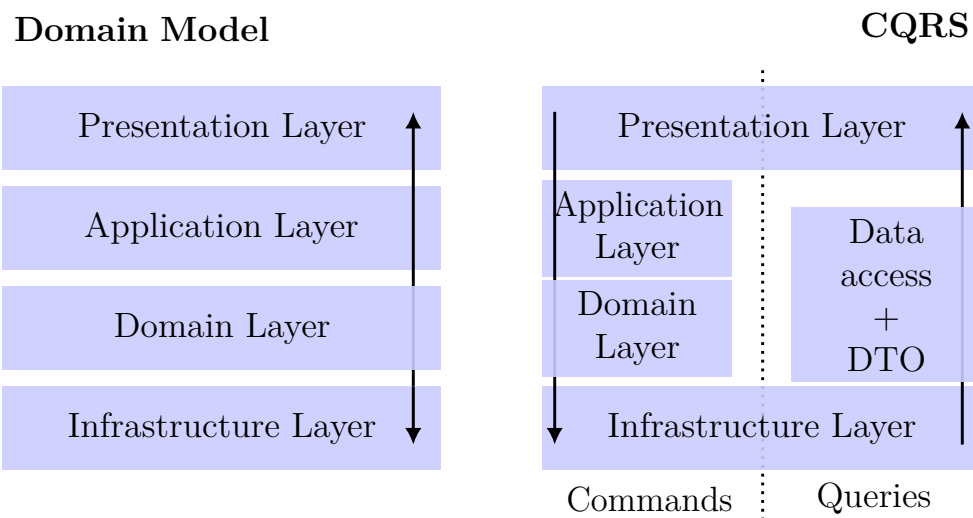 Domain Model
Presentation Layer
Application Layer
Domain Layer
Infrastructure Layer
CQRS
Presentation Layer
Application
Layer
Domain
Layer
Data
access
+
DTO
Infrastructure Layer
Commands
Queries